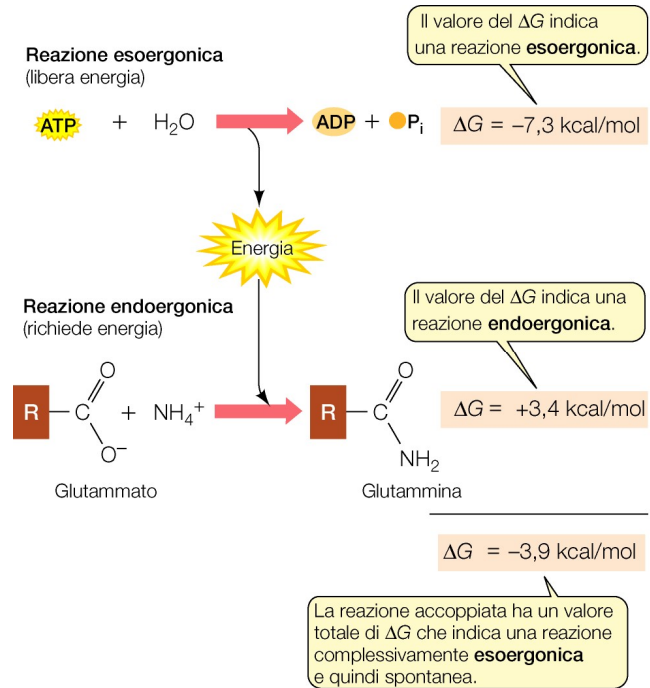 Il valore del ΔG indica
una reazione esoergonica.
Reazione esoergonica
(libera energia)
ATP + H₂O ADP + Pᵢ ΔG = –7,3 kcal/mol
Energia
Reazione endoergonica
(richiede energia)
Il valore del ΔG indica una
reazione endoergonica.
O O
R C + NH₄⁺ R C ΔG = +3,4 kcal/mol
O⁻ NH₂
Glutammato Glutammina
ΔG = –3,9 kcal/mol
La reazione accoppiata ha un valore
totale di ΔG che indica una reazione
complessivamente esoergonica
e quindi spontanea.